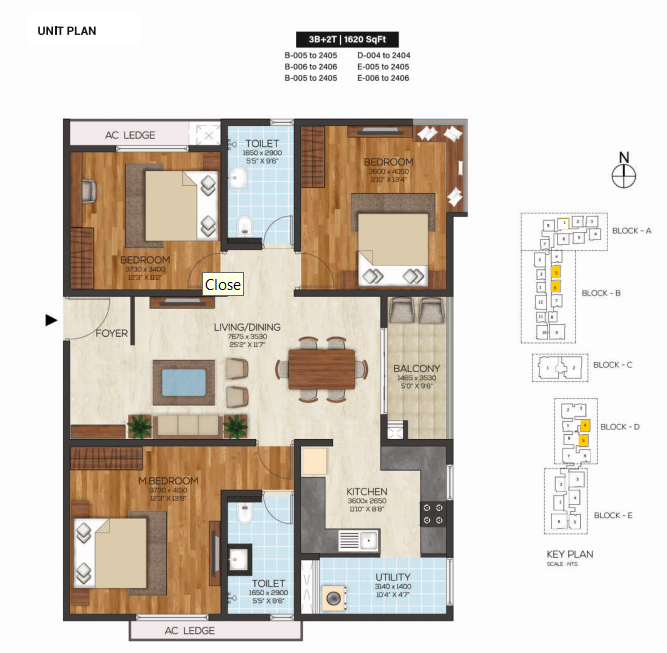 UNIT PLAN
3B+2T | 1620 SqFt
B-005 to 2405 D-004 to 2404
B-006 to 2406 E-005 to 2405
B-005 to 2405 E-006 to 2406
AC LEDGE
TOILET
1650 x 2900
5'5" X 9'6"
BEDROOM
3600 x 4050
11'10" X 13'4"
BEDROOM
3730 x 3400
12'3" X 11'2"
Close
FOYER
LIVING/DINING
7675 x 3530
25'2" X 11'7"
BALCONY
1465 x 3530
5'0" X 9'6"
M.BEDROOM
3730 x 4150
12'3" X 13'8"
KITCHEN
3600x 2650
11'10" X 8'8"
TOILET
1650 x 2900
5'5" X 9'6"
UTILITY
3140 x 1400
10'4" X 4'7"
AC LEDGE
N
BLOCK - A
BLOCK - B
BLOCK - C
BLOCK - D
BLOCK - E
KEY PLAN
SCALE : NTS